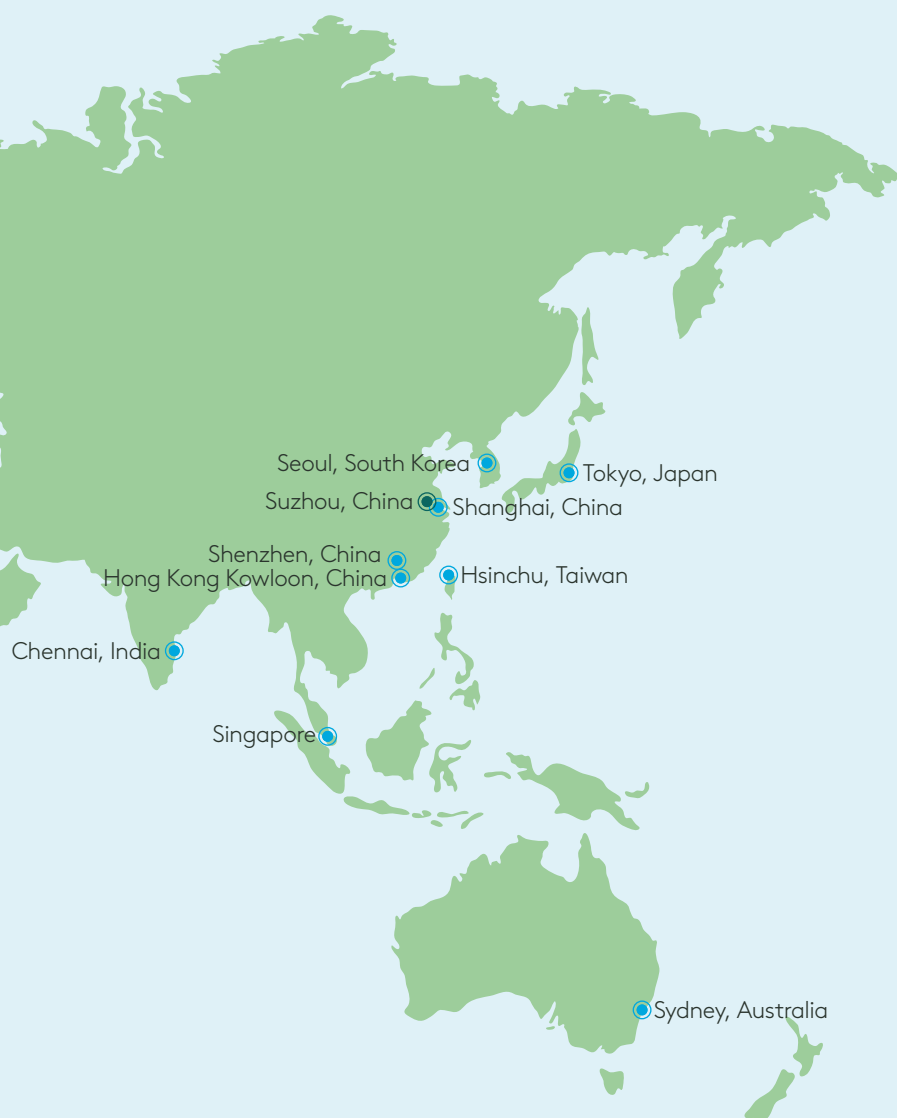 Seoul, South Korea
Tokyo, Japan
Suzhou, China
Shanghai, China
Shenzhen, China
Hong Kong Kowloon, China
Hsinchu, Taiwan
Chennai, India
Singapore
Sydney, Australia